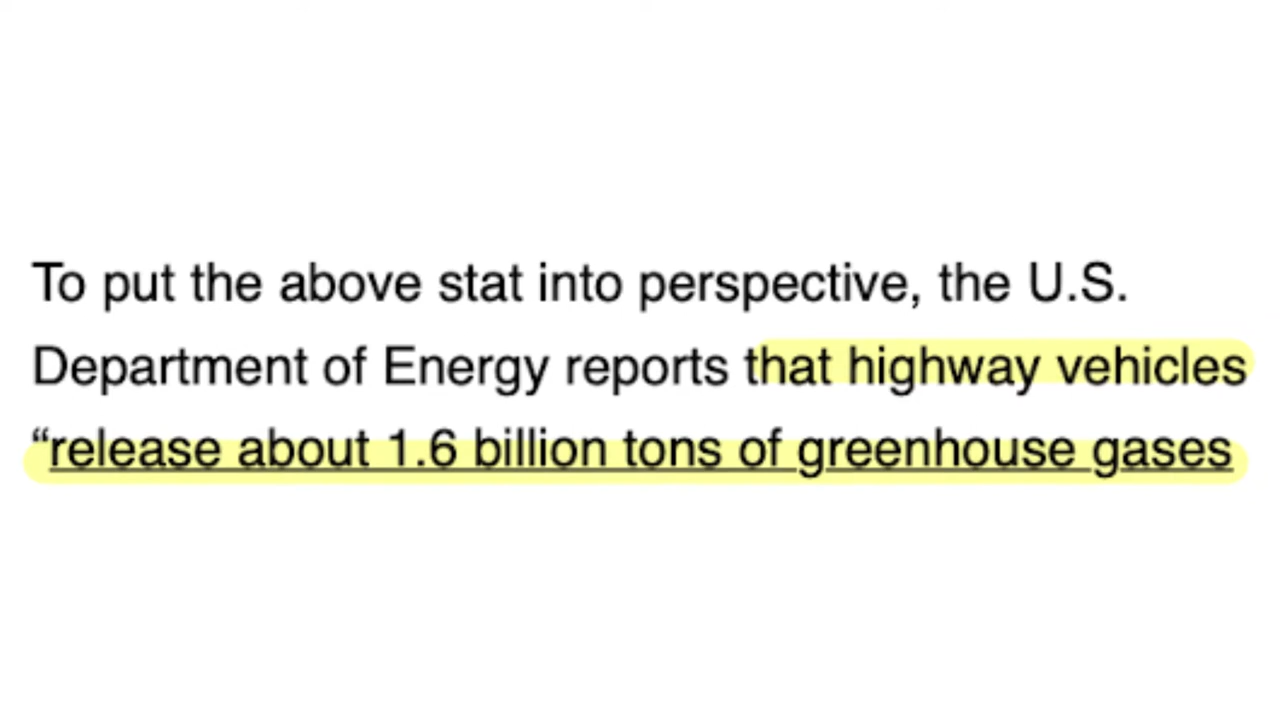 To put the above stat into perspective, the U.S.
Department of Energy reports that highway vehicles
“release about 1.6 billion tons of greenhouse gases